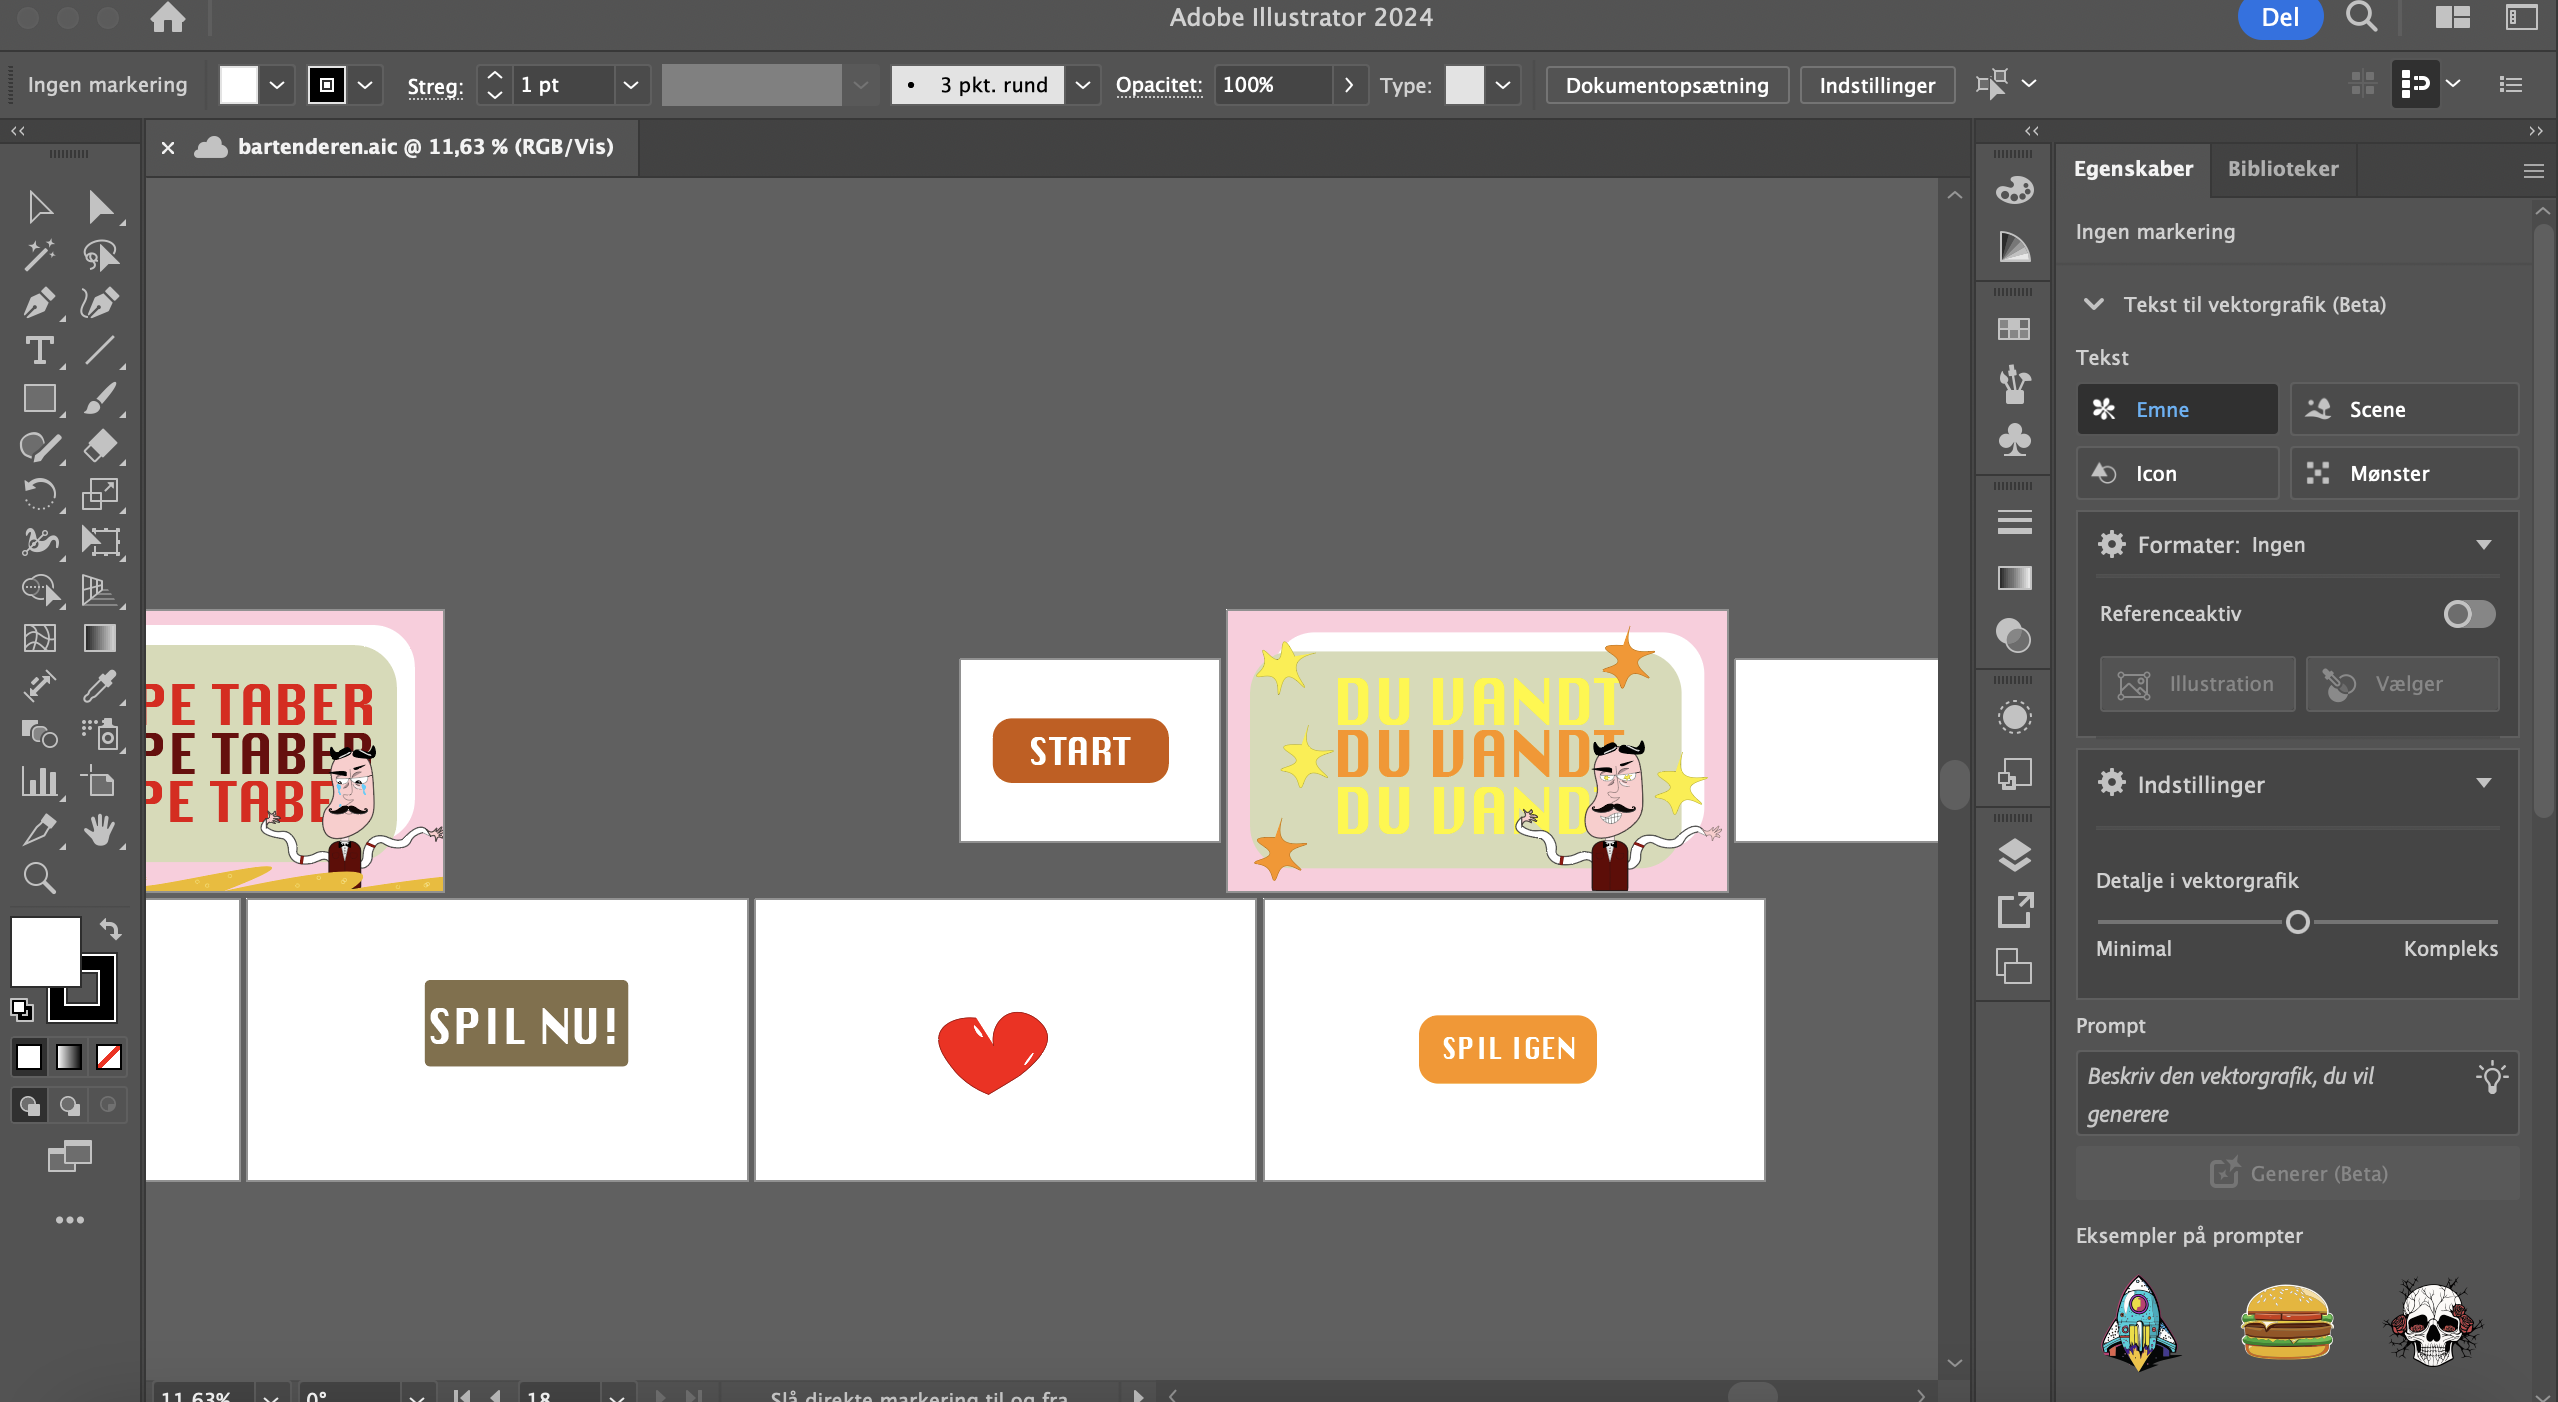 Adobe Illustrator 2024
Del
Ingen markering
Streg:
1 pt
3 pkt. rund
Opacitet:
100%
Type:
Dokumentopsætning
Indstillinger
bartenderen.aic @ 11,63 % (RGB/Vis)
PE TABER
PE TABER
PE TABE
START
DU VANDT
DU VANDT
DU VAND
SPIL NU!
SPIL IGEN
Egenskaber
Biblioteker
Ingen markering
Tekst til vektorgrafik (Beta)
Tekst
Emne
Scene
Icon
Mønster
Formater: Ingen
Referenceaktiv
Illustration
Vælger
Indstillinger
Detalje i vektorgrafik
Minimal
Kompleks
Prompt
Beskriv den vektorgrafik, du vil
generere
Generer (Beta)
Eksempler på prompter
11,63%
0°
18
Slå direkte markering til og fra